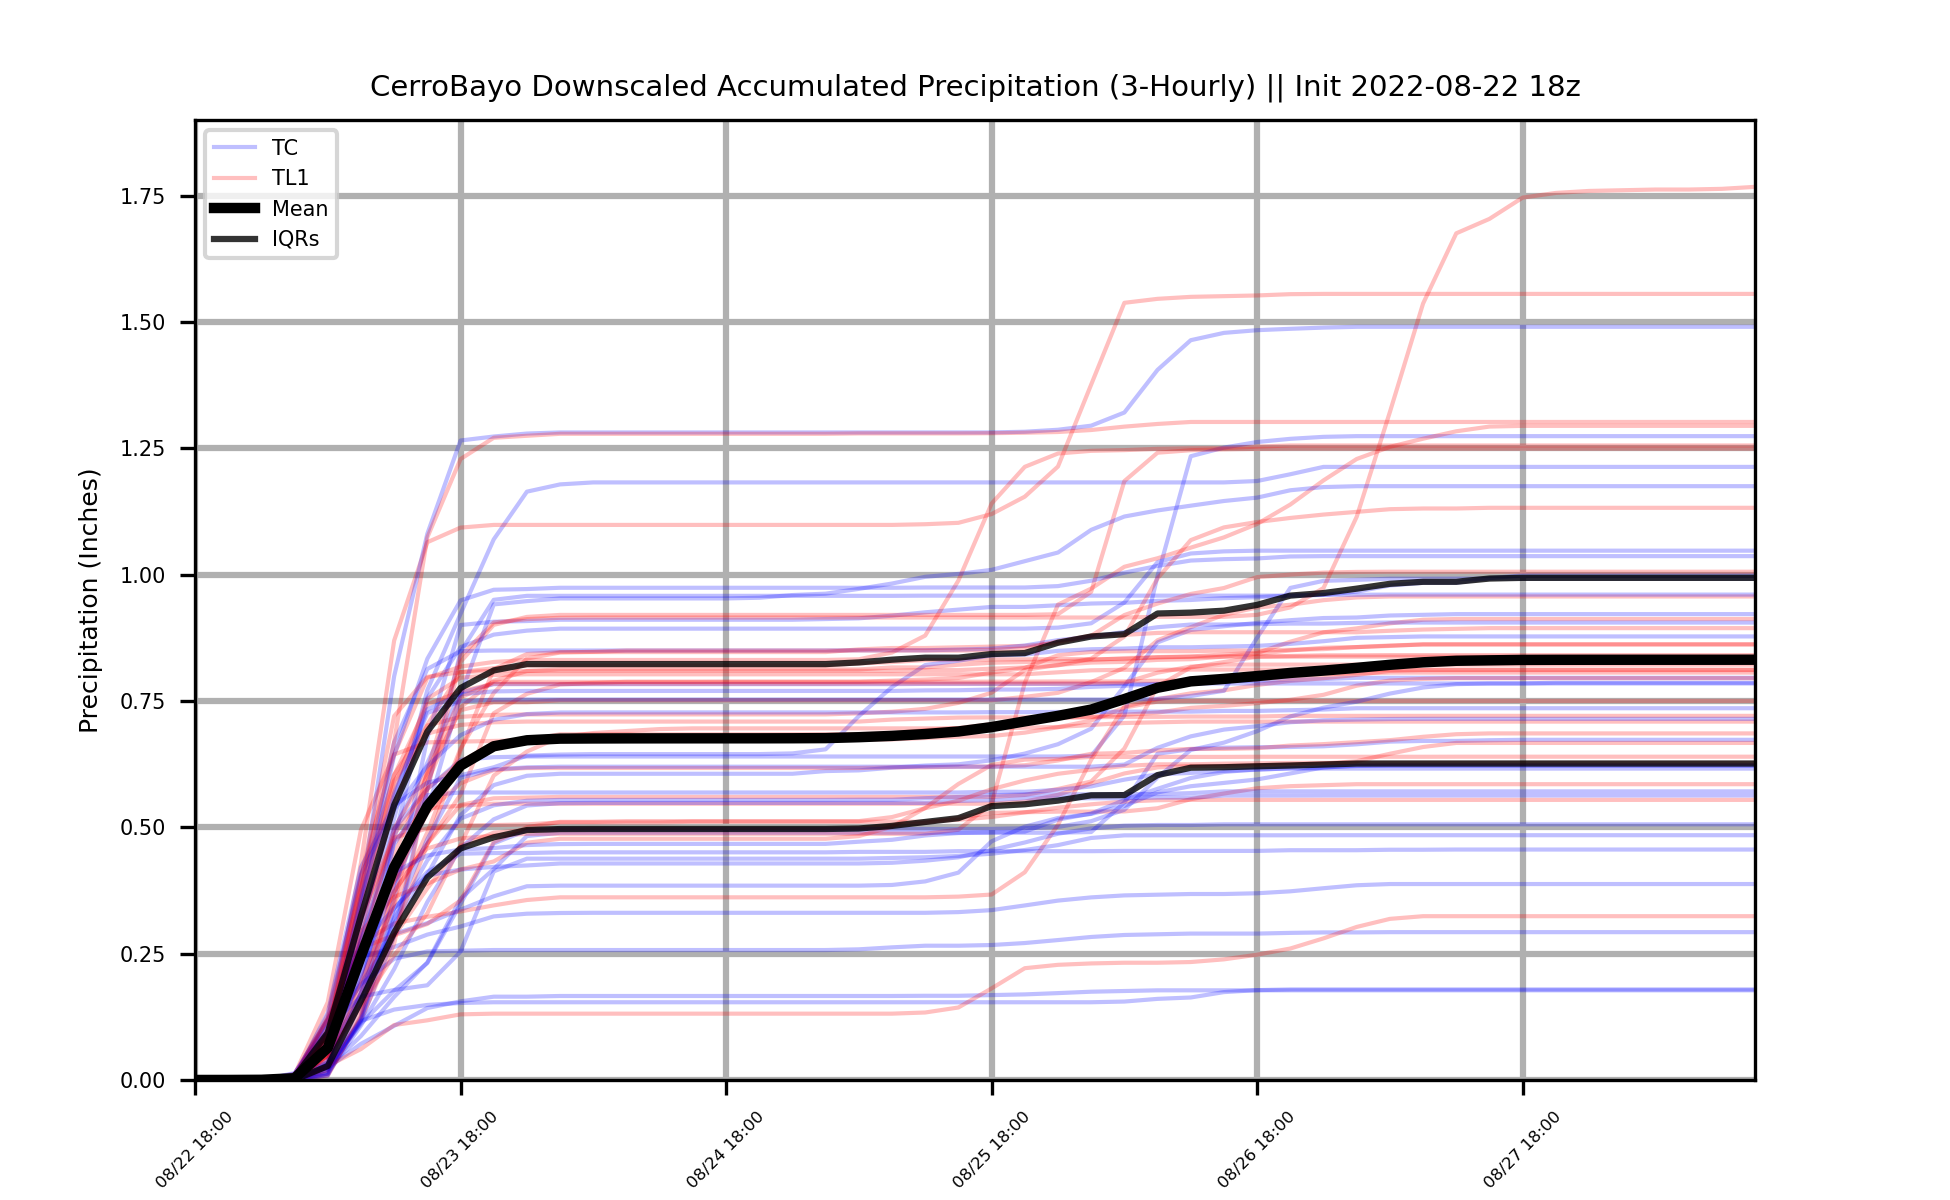 CerroBayo Downscaled Accumulated Precipitation (3-Hourly) || Init 2022-08-22 18z
TC
TL1
Mean
IQRs
Precipitation (Inches)
1.75
1.50
1.25
1.00
0.75
0.50
0.25
0.00
08/22 18:00
08/23 18:00
08/24 18:00
08/25 18:00
08/26 18:00
08/27 18:00